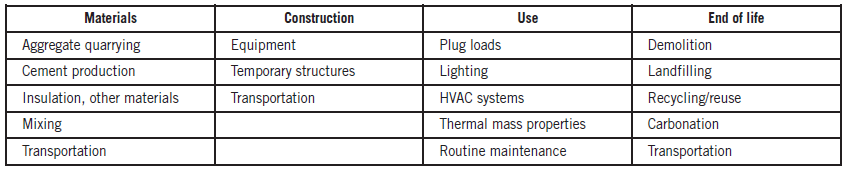 Materials Construction Use End of life
Aggregate quarrying Equipment Plug loads Demolition
Cement production Temporary structures Lighting Landfilling
Insulation, other materials Transportation HVAC systems Recycling/reuse
Mixing Thermal mass properties Carbonation
Transportation Routine maintenance Transportation